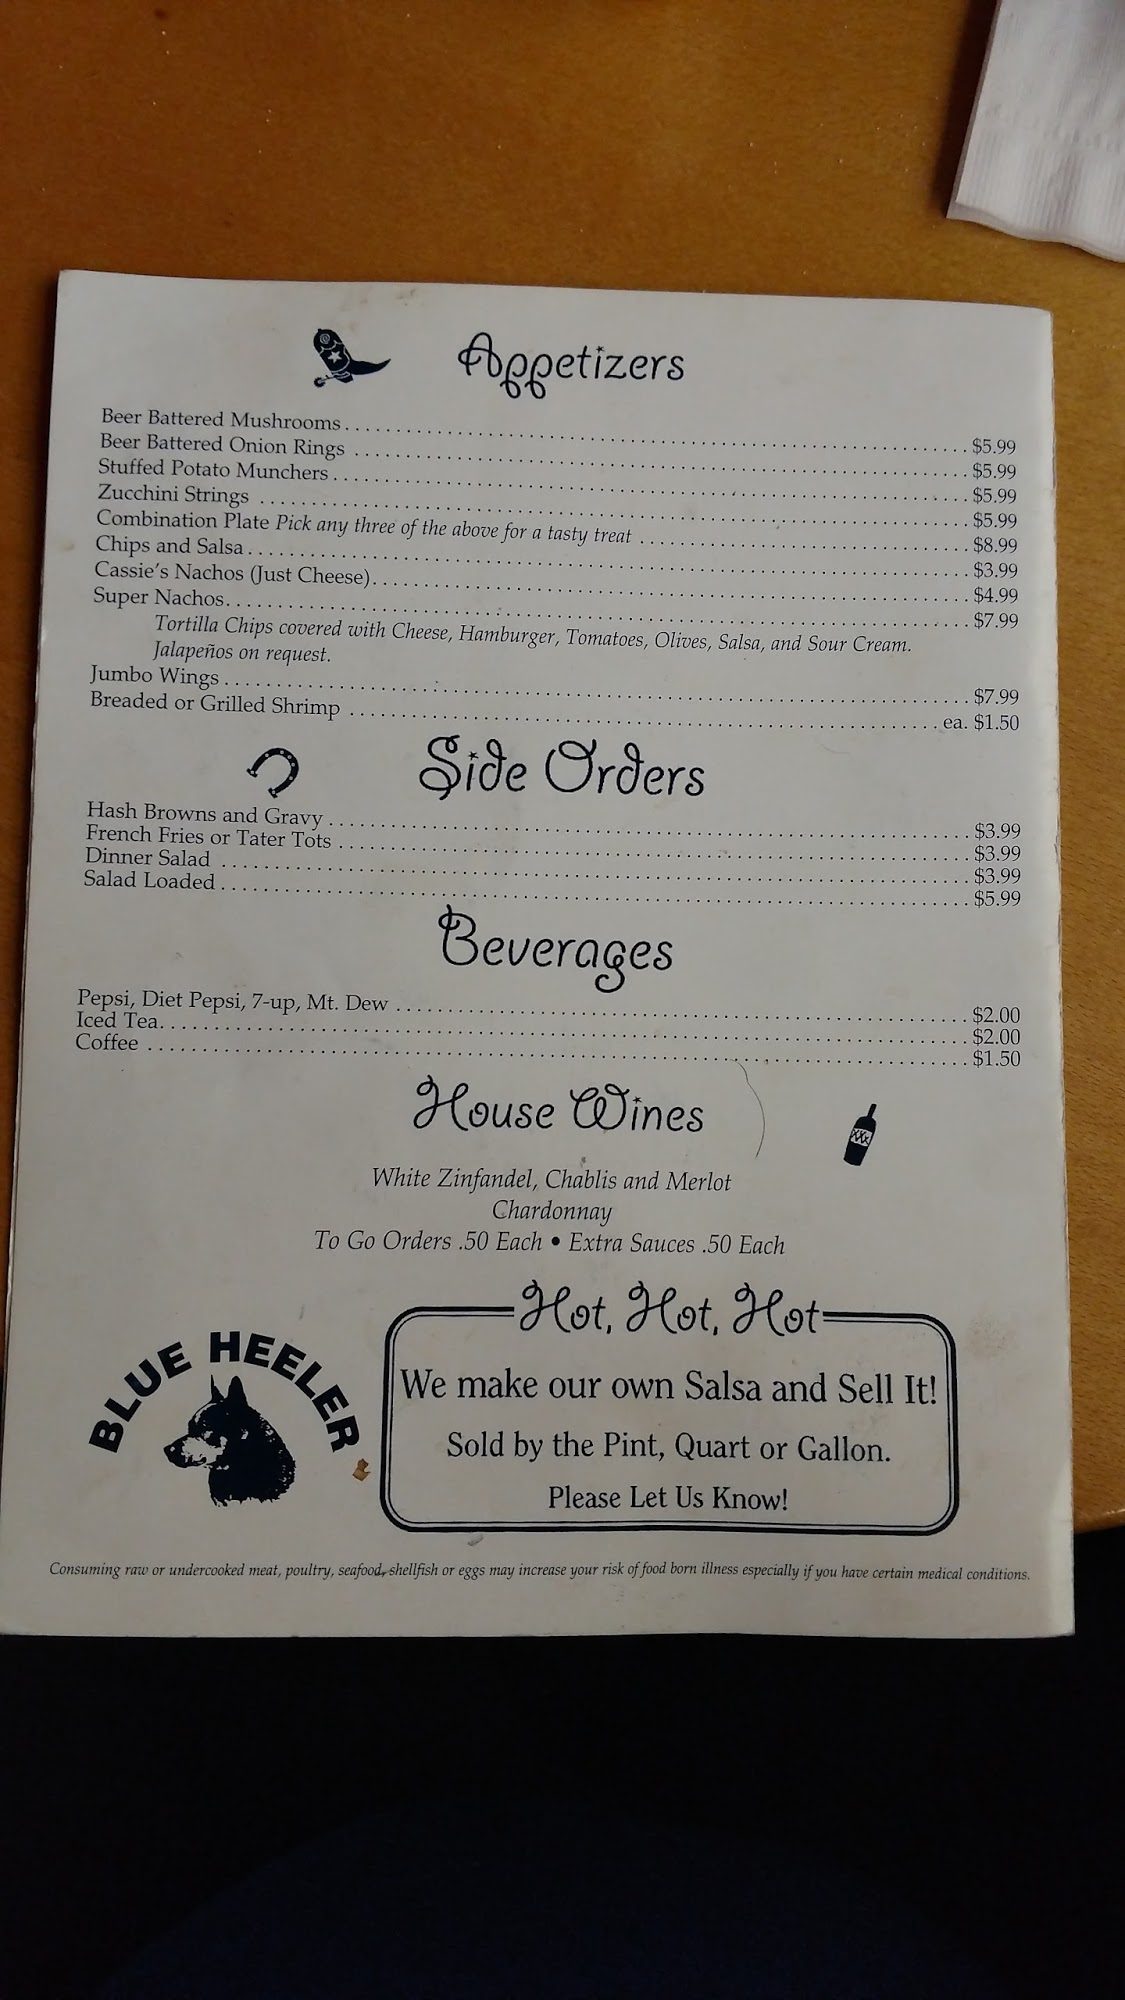 Appetizers
Beer Battered Mushrooms $5.99
Beer Battered Onion Rings $5.99
Stuffed Potato Munchers $5.99
Zucchini Strings $5.99
Combination Plate Pick any three of the above for a tasty treat $8.99
Chips and Salsa $3.99
Cassie's Nachos (Just Cheese) $4.99
Super Nachos $7.99
Tortilla Chips covered with Cheese, Hamburger, Tomatoes, Olives, Salsa, and Sour Cream.
Jalapeños on request.
Jumbo Wings $7.99
Breaded or Grilled Shrimp ea. $1.50
Side Orders
Hash Browns and Gravy $3.99
French Fries or Tater Tots $3.99
Dinner Salad $3.99
Salad Loaded $5.99
Beverages
Pepsi, Diet Pepsi, 7-up, Mt. Dew $2.00
Iced Tea $2.00
Coffee $1.50
House Wines
XXX
White Zinfandel, Chablis and Merlot
Chardonnay
To Go Orders .50 Each • Extra Sauces .50 Each
BLUE HEELER
Hot, Hot, Hot
We make our own Salsa and Sell It!
Sold by the Pint, Quart or Gallon.
Please Let Us Know!
Consuming raw or undercooked meat, poultry, seafood, shellfish or eggs may increase your risk of food born illness especially if you have certain medical conditions.